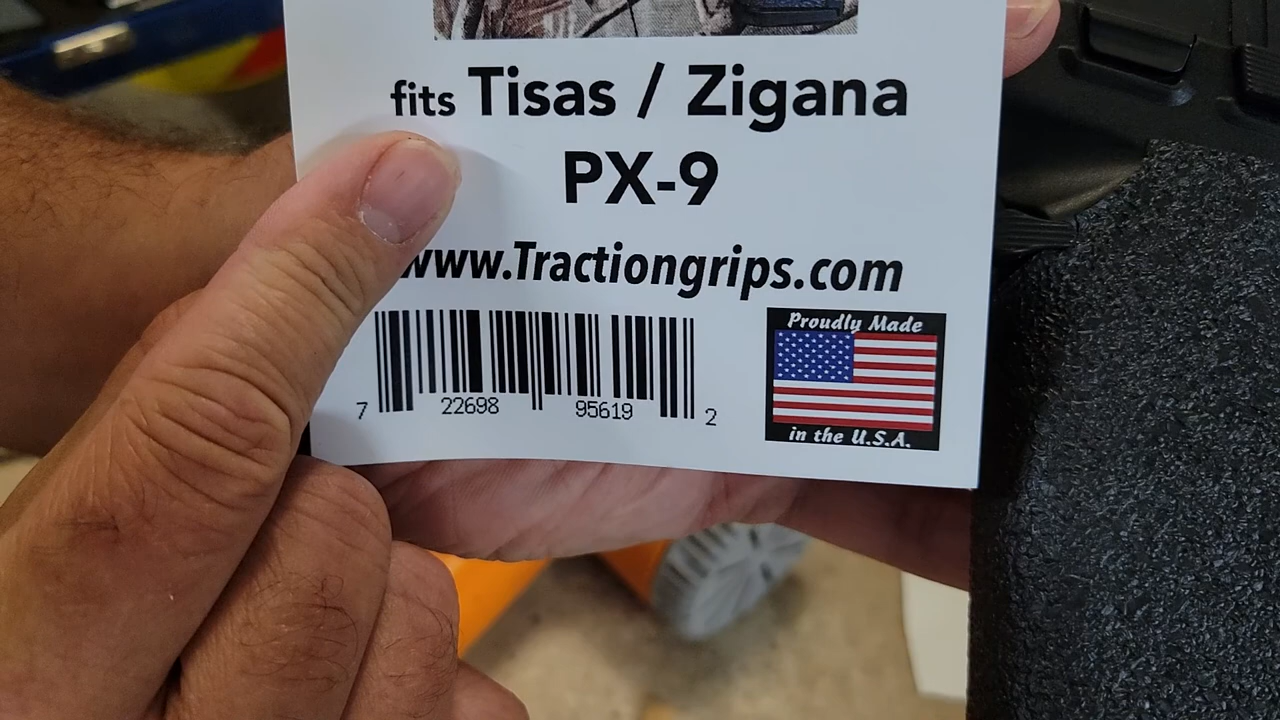 fits Tisas / Zigana
PX-9
www.Tractiongrips.com
7 22698 95619 2
Proudly Made
in the U.S.A.